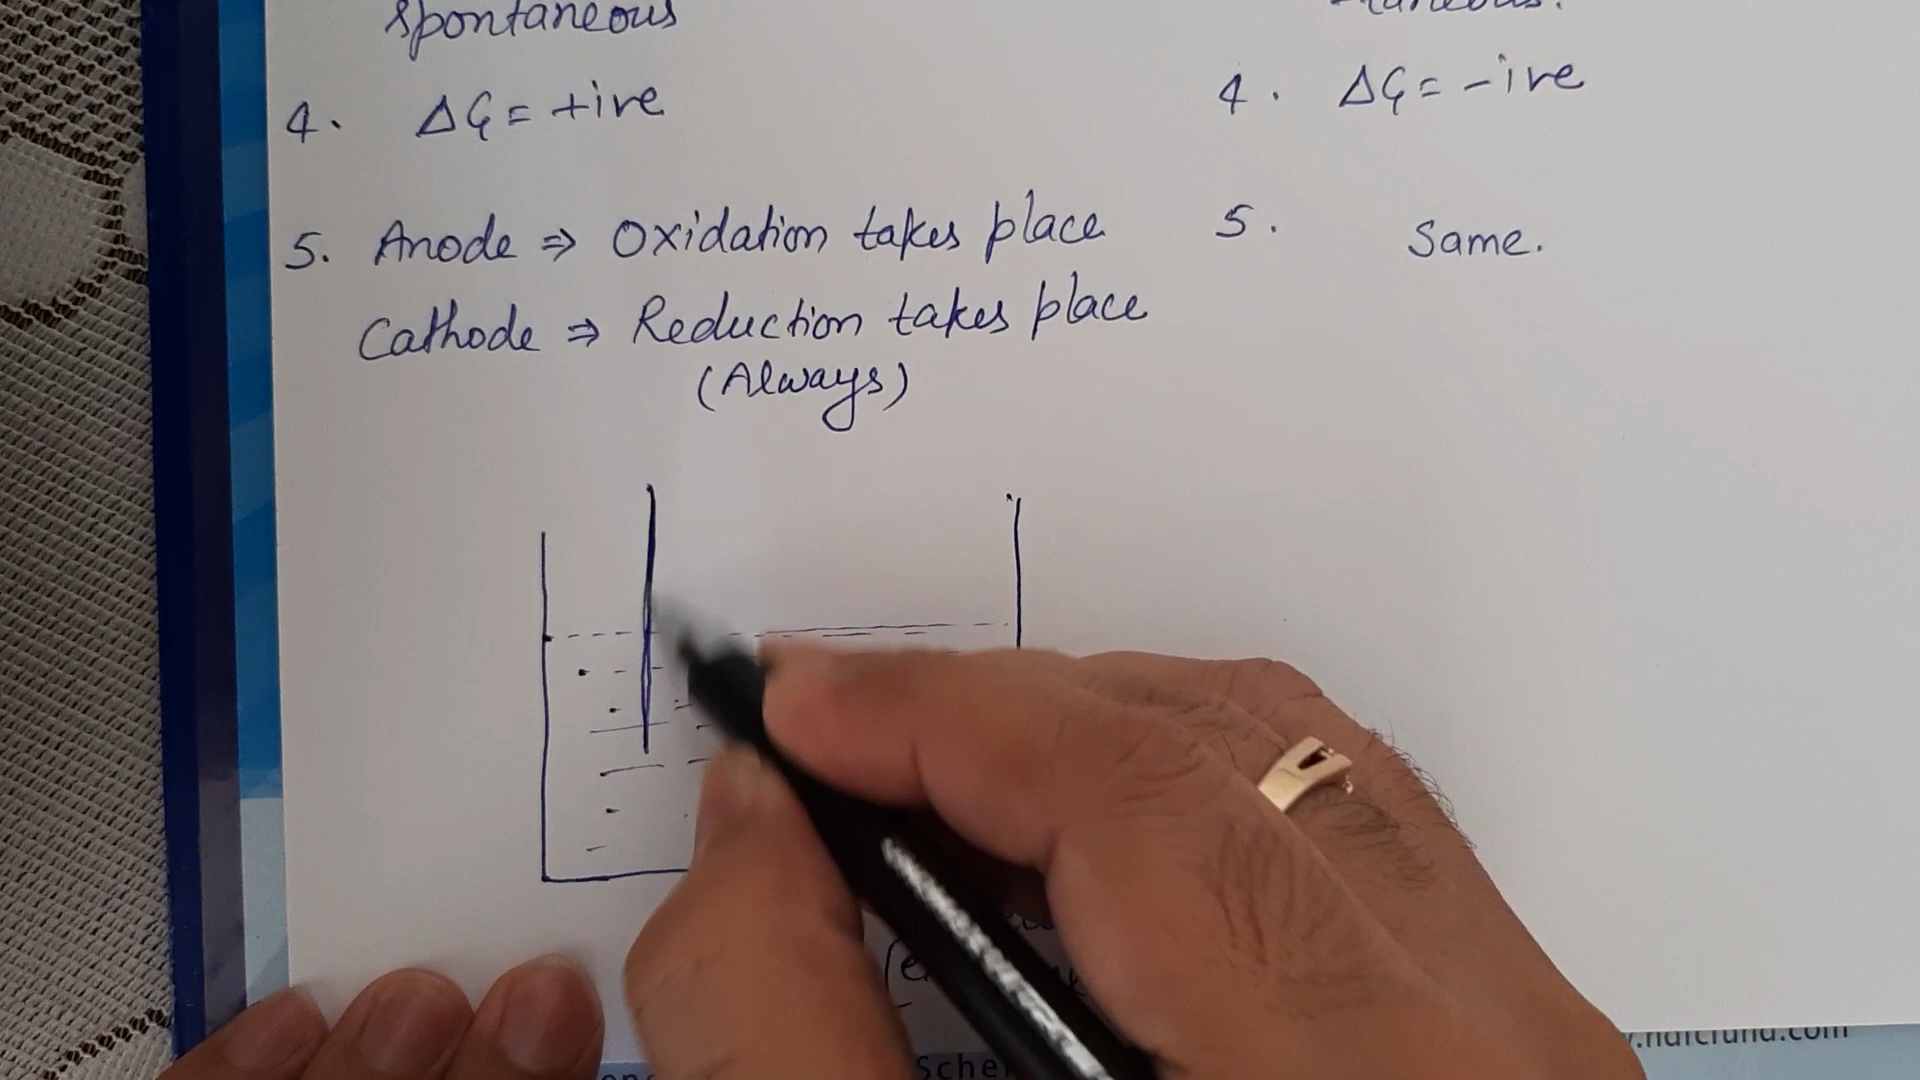 spontaneous
4. ΔG = +ive
5. Anode ⇒ Oxidation takes place
Cathode ⇒ Reduction takes place
(Always)
-taneous.
4. ΔG = -ive
5. Same.